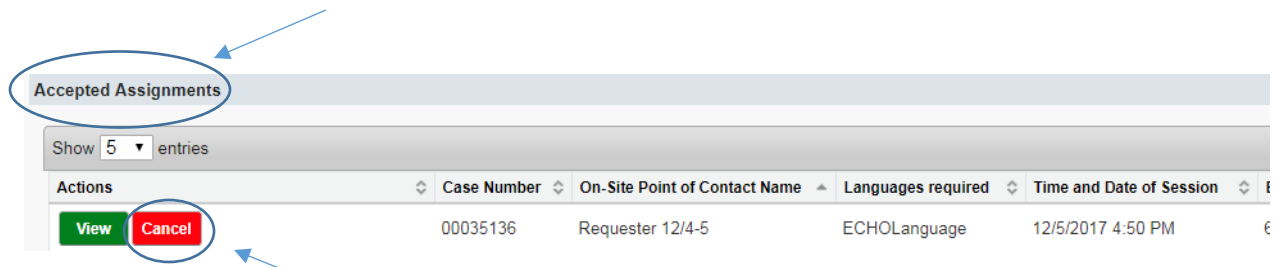 Accepted Assignments
Show 5 entries
Actions Case Number On-Site Point of Contact Name Languages required Time and Date of Session
View Cancel 00035136 Requester 12/4-5 ECHOLanguage 12/5/2017 4:50 PM